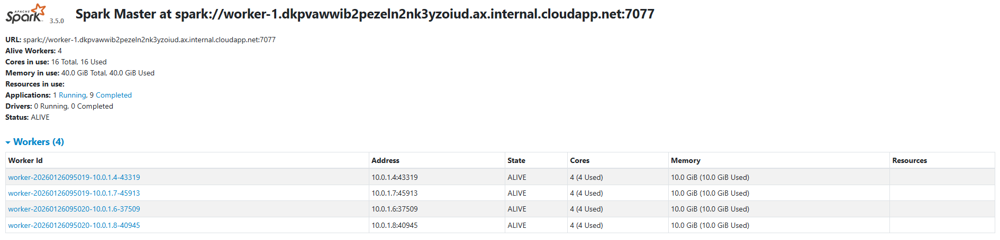 APACHE Spark 3.5.0 Spark Master at spark://worker-1.dkpvawwib2pezeln2nk3yzoiud.ax.internal.cloudapp.net:7077
URL: spark://worker-1.dkpvawwib2pezeln2nk3yzoiud.ax.internal.cloudapp.net:7077
Alive Workers: 4
Cores in use: 16 Total, 16 Used
Memory in use: 40.0 GiB Total, 40.0 GiB Used
Resources in use:
Applications: 1 Running, 9 Completed
Drivers: 0 Running, 0 Completed
Status: ALIVE
Workers (4)
Worker Id Address State Cores Memory Resources
worker-20260126095019-10.0.1.4-43319 10.0.1.4:43319 ALIVE 4 (4 Used) 10.0 GiB (10.0 GiB Used)
worker-20260126095019-10.0.1.7-45913 10.0.1.7:45913 ALIVE 4 (4 Used) 10.0 GiB (10.0 GiB Used)
worker-20260126095020-10.0.1.6-37509 10.0.1.6:37509 ALIVE 4 (4 Used) 10.0 GiB (10.0 GiB Used)
worker-20260126095020-10.0.1.8-40945 10.0.1.8:40945 ALIVE 4 (4 Used) 10.0 GiB (10.0 GiB Used)